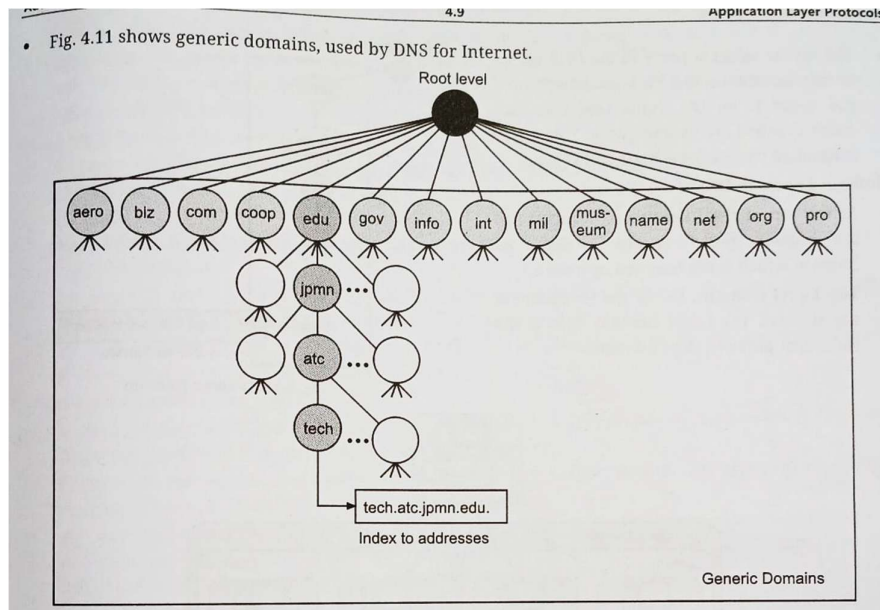 4.9
Application Layer Protocols
• Fig. 4.11 shows generic domains, used by DNS for Internet.
Root level
aero biz com coop edu gov info int mil mus-eum name net org pro
jpmn
atc
tech
tech.atc.jpmn.edu.
Index to addresses
Generic Domains